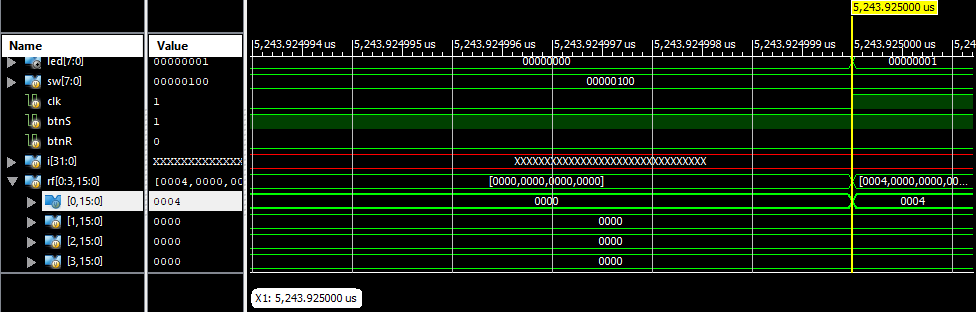 5,243.925000 us
Name Value 5,243.924994 us 5,243.924995 us 5,243.924996 us 5,243.924997 us 5,243.924998 us 5,243.924999 us 5,243.925000 us
led[7:0] 00000001 00000000 00000001
sw[7:0] 00000100 00000100
clk 1
btnS 1
btnR 0
i[31:0] XXXXXXXXXXXXX XXXXXXXXXXXXXXXXXXXXXXXXXXXXXXXX
rf[0:3,15:0] [0004,0000,00 [0000,0000,0000,0000] [0004,0000,0000,00...
[0,15:0] 0004 0000 0004
[1,15:0] 0000 0000
[2,15:0] 0000 0000
[3,15:0] 0000 0000
X1: 5,243.925000 us